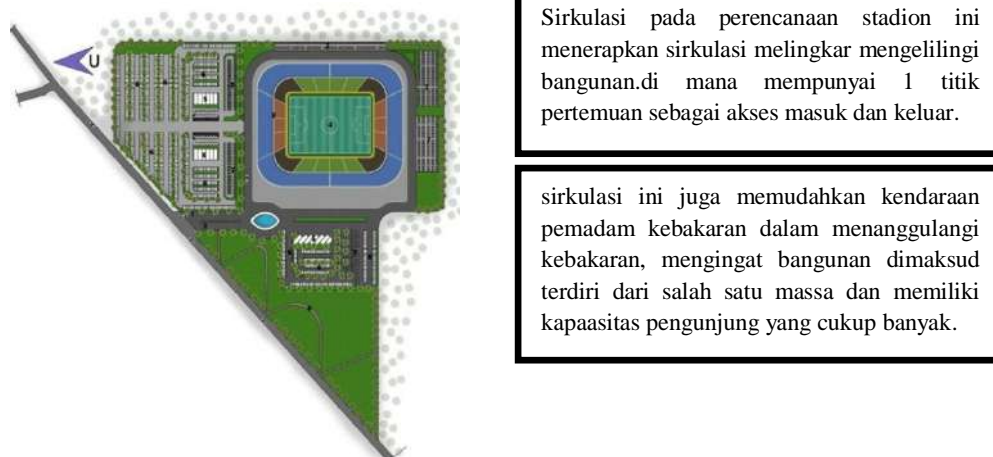 U
Sirkulasi pada perencanaan stadion ini
menerapkan sirkulasi melingkar mengelilingi
bangunan.di mana mempunyai 1 titik
pertemuan sebagai akses masuk dan keluar.
sirkulasi ini juga memudahkan kendaraan
pemadam kebakaran dalam menanggulangi
kebakaran, mengingat bangunan dimaksud
terdiri dari salah satu massa dan memiliki
kapaasitas pengunjung yang cukup banyak.